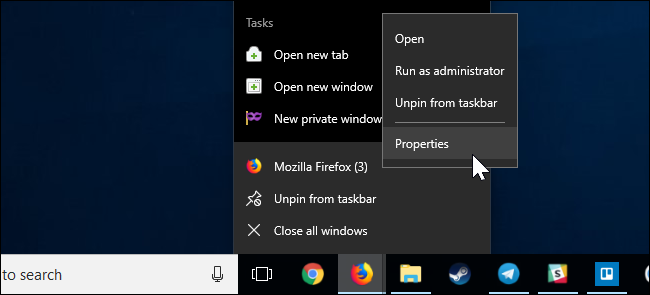 Tasks
Open new tab
Open new window
New private window
Mozilla Firefox (3)
Unpin from taskbar
Close all windows
Open
Run as administrator
Unpin from taskbar
Properties
to search